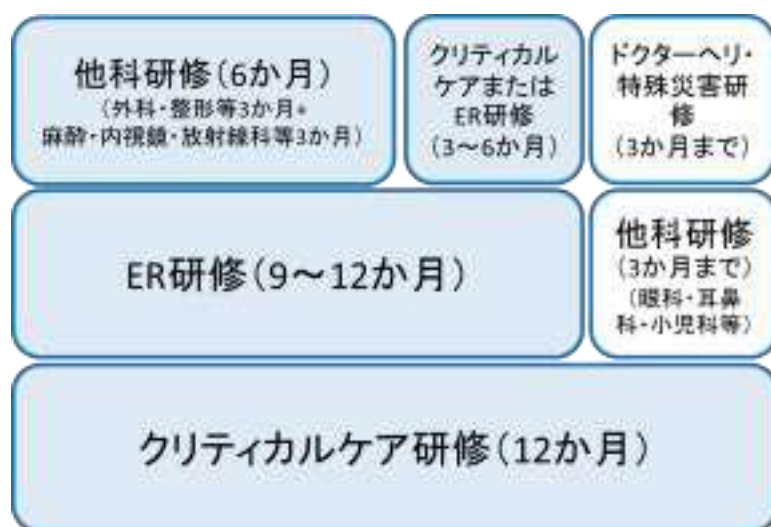 他科研修(6か月)
(外科・整形等3か月+
麻酔・内視鏡・放射線科等3か月)
クリティカル
ケアまたは
ER研修
(3~6か月)
ドクターヘリ・
特殊災害研
修
(3か月まで)
ER研修(9~12か月)
他科研修
(3か月まで)
(眼科・耳鼻
科・小児科等)
クリティカルケア研修(12か月)